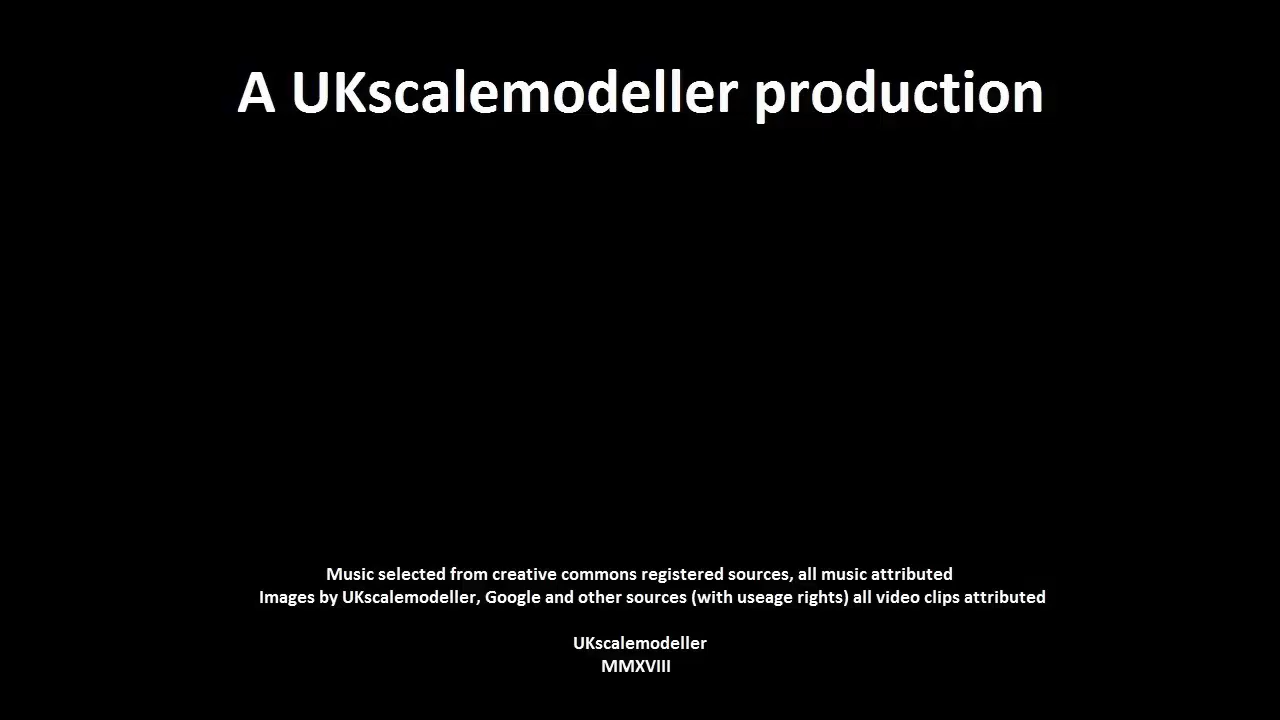 A UKscalemodeller production
Music selected from creative commons registered sources, all music attributed
Images by UKscalemodeller, Google and other sources (with useage rights) all video clips attributed
UKscalemodeller
MMXVIII